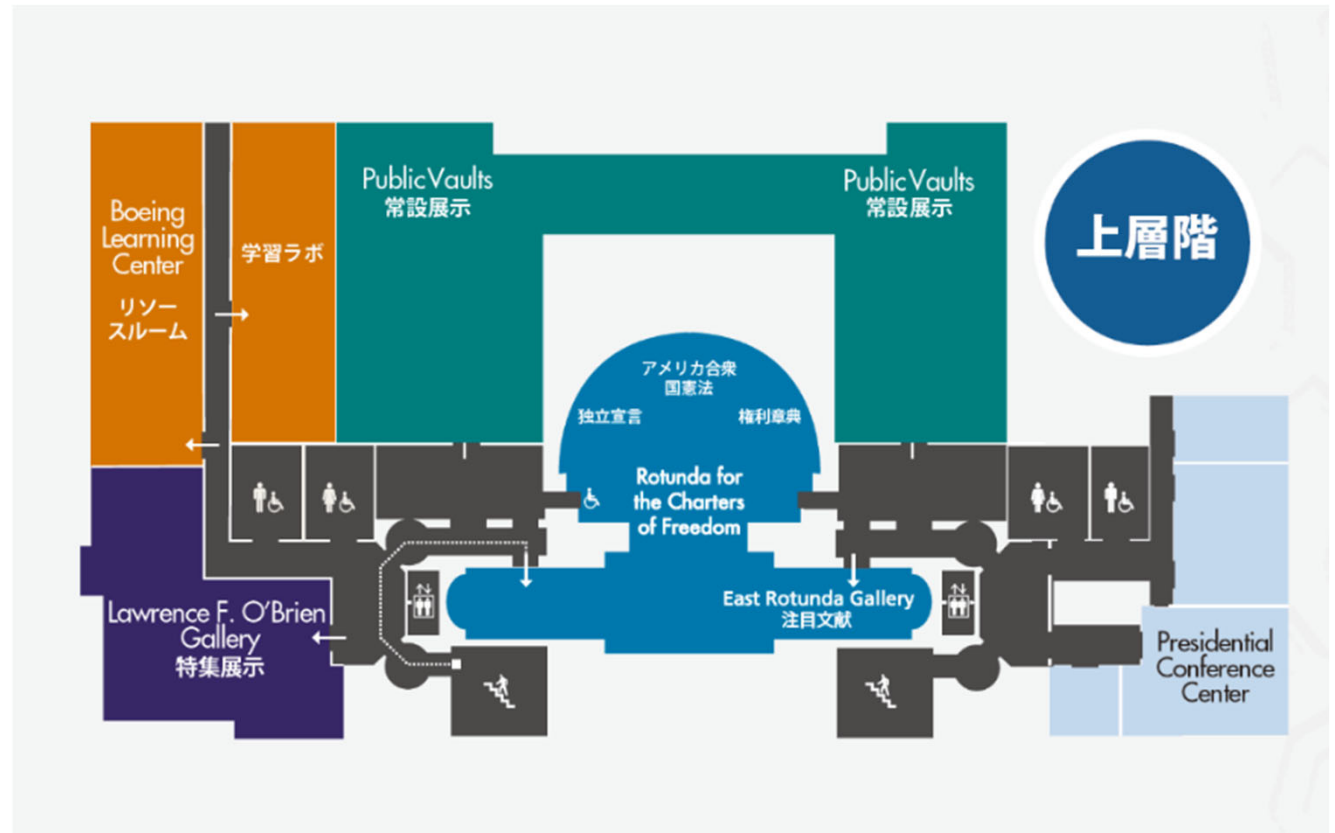 Public Vaults
常設展示
Public Vaults
常設展示
上層階
Boeing
Learning
Center
リソー
スルーム
学習ラボ
アメリカ合衆
国憲法
独立宣言
権利章典
Rotunda for
the Charters
of Freedom
East Rotunda Gallery
注目文献
Lawrence F. O'Brien
Gallery
特集展示
Presidential
Conference
Center